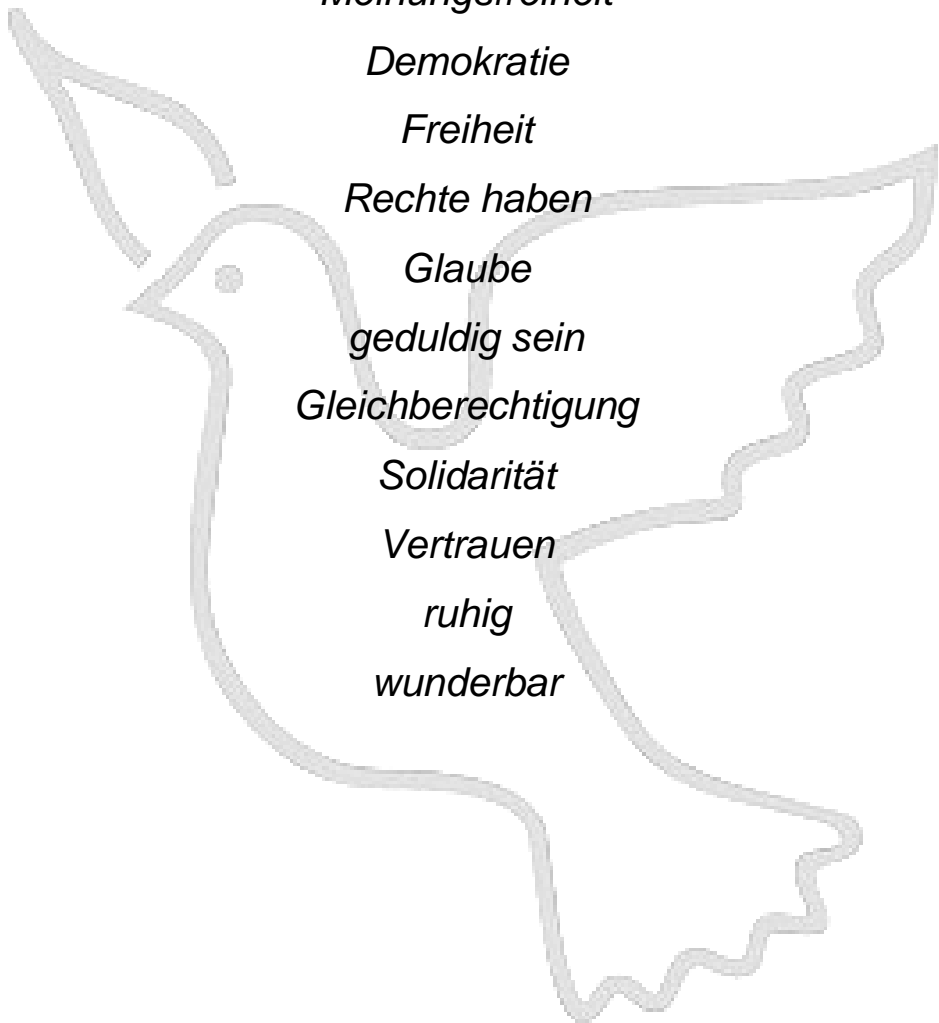 Meinungsfreiheit
Demokratie
Freiheit
Rechte haben
Glaube
geduldig sein
Gleichberechtigung
Solidarität
Vertrauen
ruhig
wunderbar